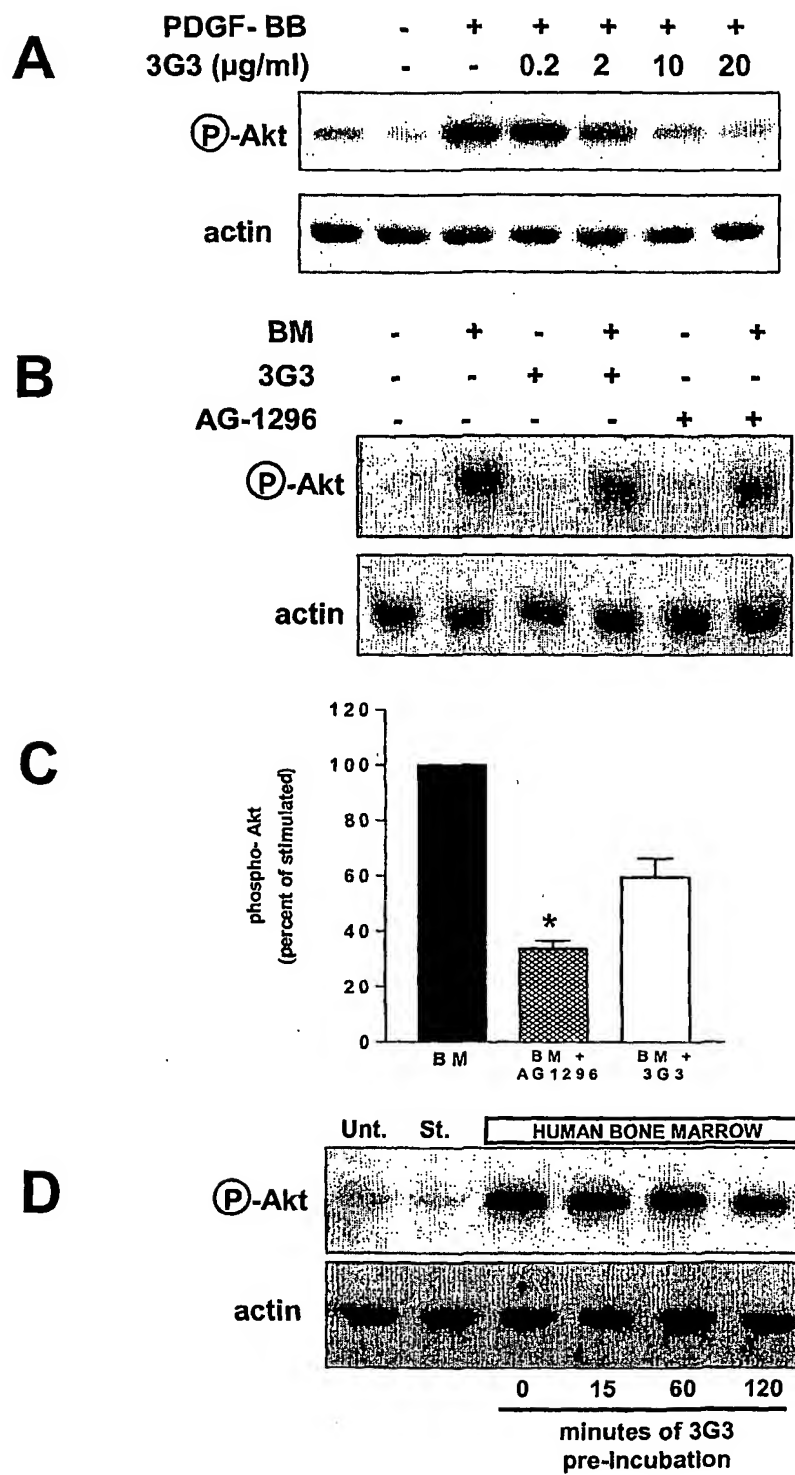 A
PDGF- BB - + + + + +
3G3 (µg/ml) - - 0.2 2 10 20
P-Akt
actin
B
BM - + - + - +
3G3 - - + + - -
AG-1296 - - - - + +
P-Akt
actin
C
phospho- Akt
(percent of stimulated)
120
100
80
60
40
20
0
*
BM
BM +
AG1296
BM +
3G3
D
Unt. St. HUMAN BONE MARROW
P-Akt
actin
0 15 60 120
minutes of 3G3
pre-incubation